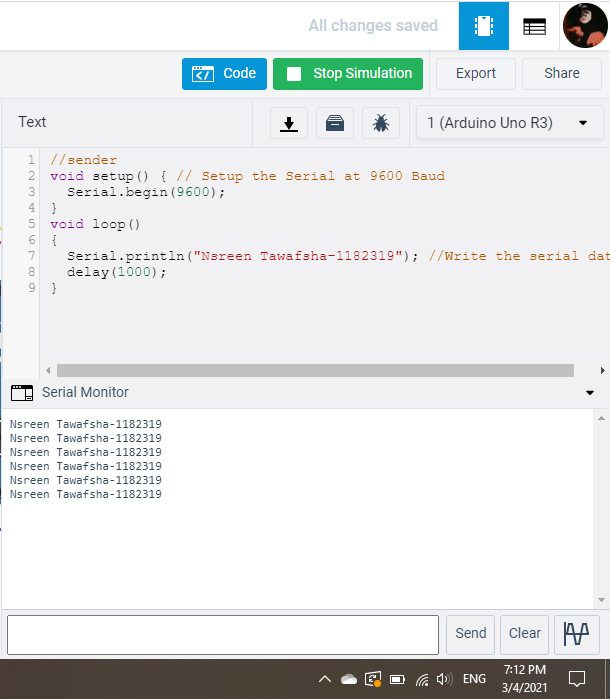 All changes saved
Code
Stop Simulation
Export
Share
Text
1 (Arduino Uno R3)
1 //sender
2 void setup() { // Setup the Serial at 9600 Baud
3   Serial.begin(9600);
4 }
5 void loop()
6 {
7   Serial.println("Nsreen Tawafsha-1182319"); //Write the serial dat
8   delay(1000);
9 }
Serial Monitor
Nsreen Tawafsha-1182319
Nsreen Tawafsha-1182319
Nsreen Tawafsha-1182319
Nsreen Tawafsha-1182319
Nsreen Tawafsha-1182319
Nsreen Tawafsha-1182319
Send
Clear
ENG
7:12 PM
3/4/2021